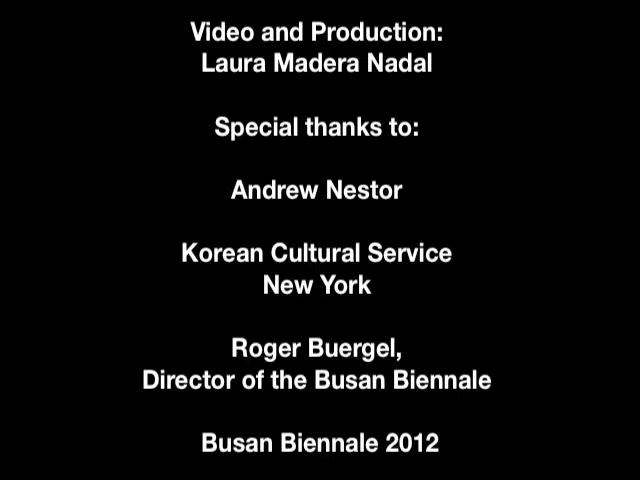 Video and Production:
Laura Madera Nadal
Special thanks to:
Andrew Nestor
Korean Cultural Service
New York
Roger Buergel,
Director of the Busan Biennale
Busan Biennale 2012